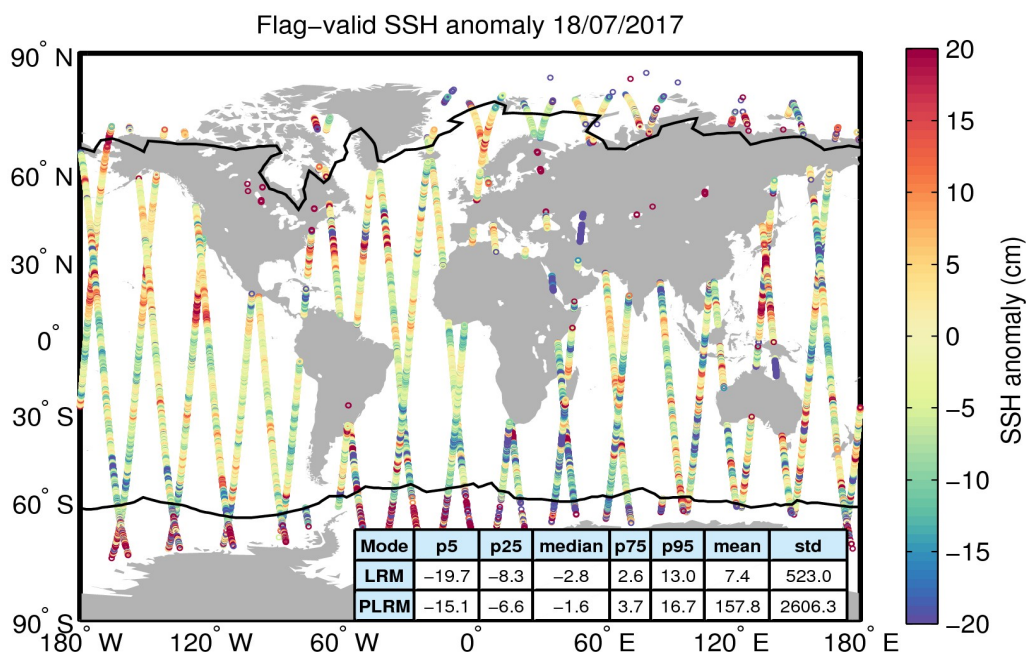 Flag−valid SSH anomaly 18/07/2017
90° N
60° N
30° N
0°
30° S
60° S
90° S
180° W
120° W
60° W
0°
60° E
120° E
180° E
20
15
10
5
0
−5
−10
−15
−20
SSH anomaly (cm)
Mode p5 p25 median p75 p95 mean std
LRM −19.7 −8.3 −2.8 2.6 13.0 7.4 523.0
PLRM −15.1 −6.6 −1.6 3.7 16.7 157.8 2606.3